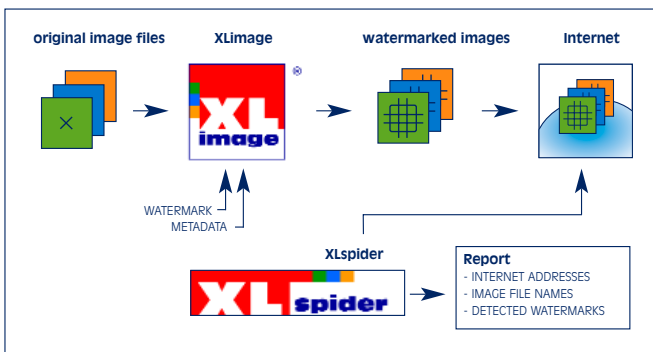 original image files
XLimage
watermarked images
Internet
XL
image
®
WATERMARK
METADATA
XLspider
XL
spider
Report
- INTERNET ADDRESSES
- IMAGE FILE NAMES
- DETECTED WATERMARKS